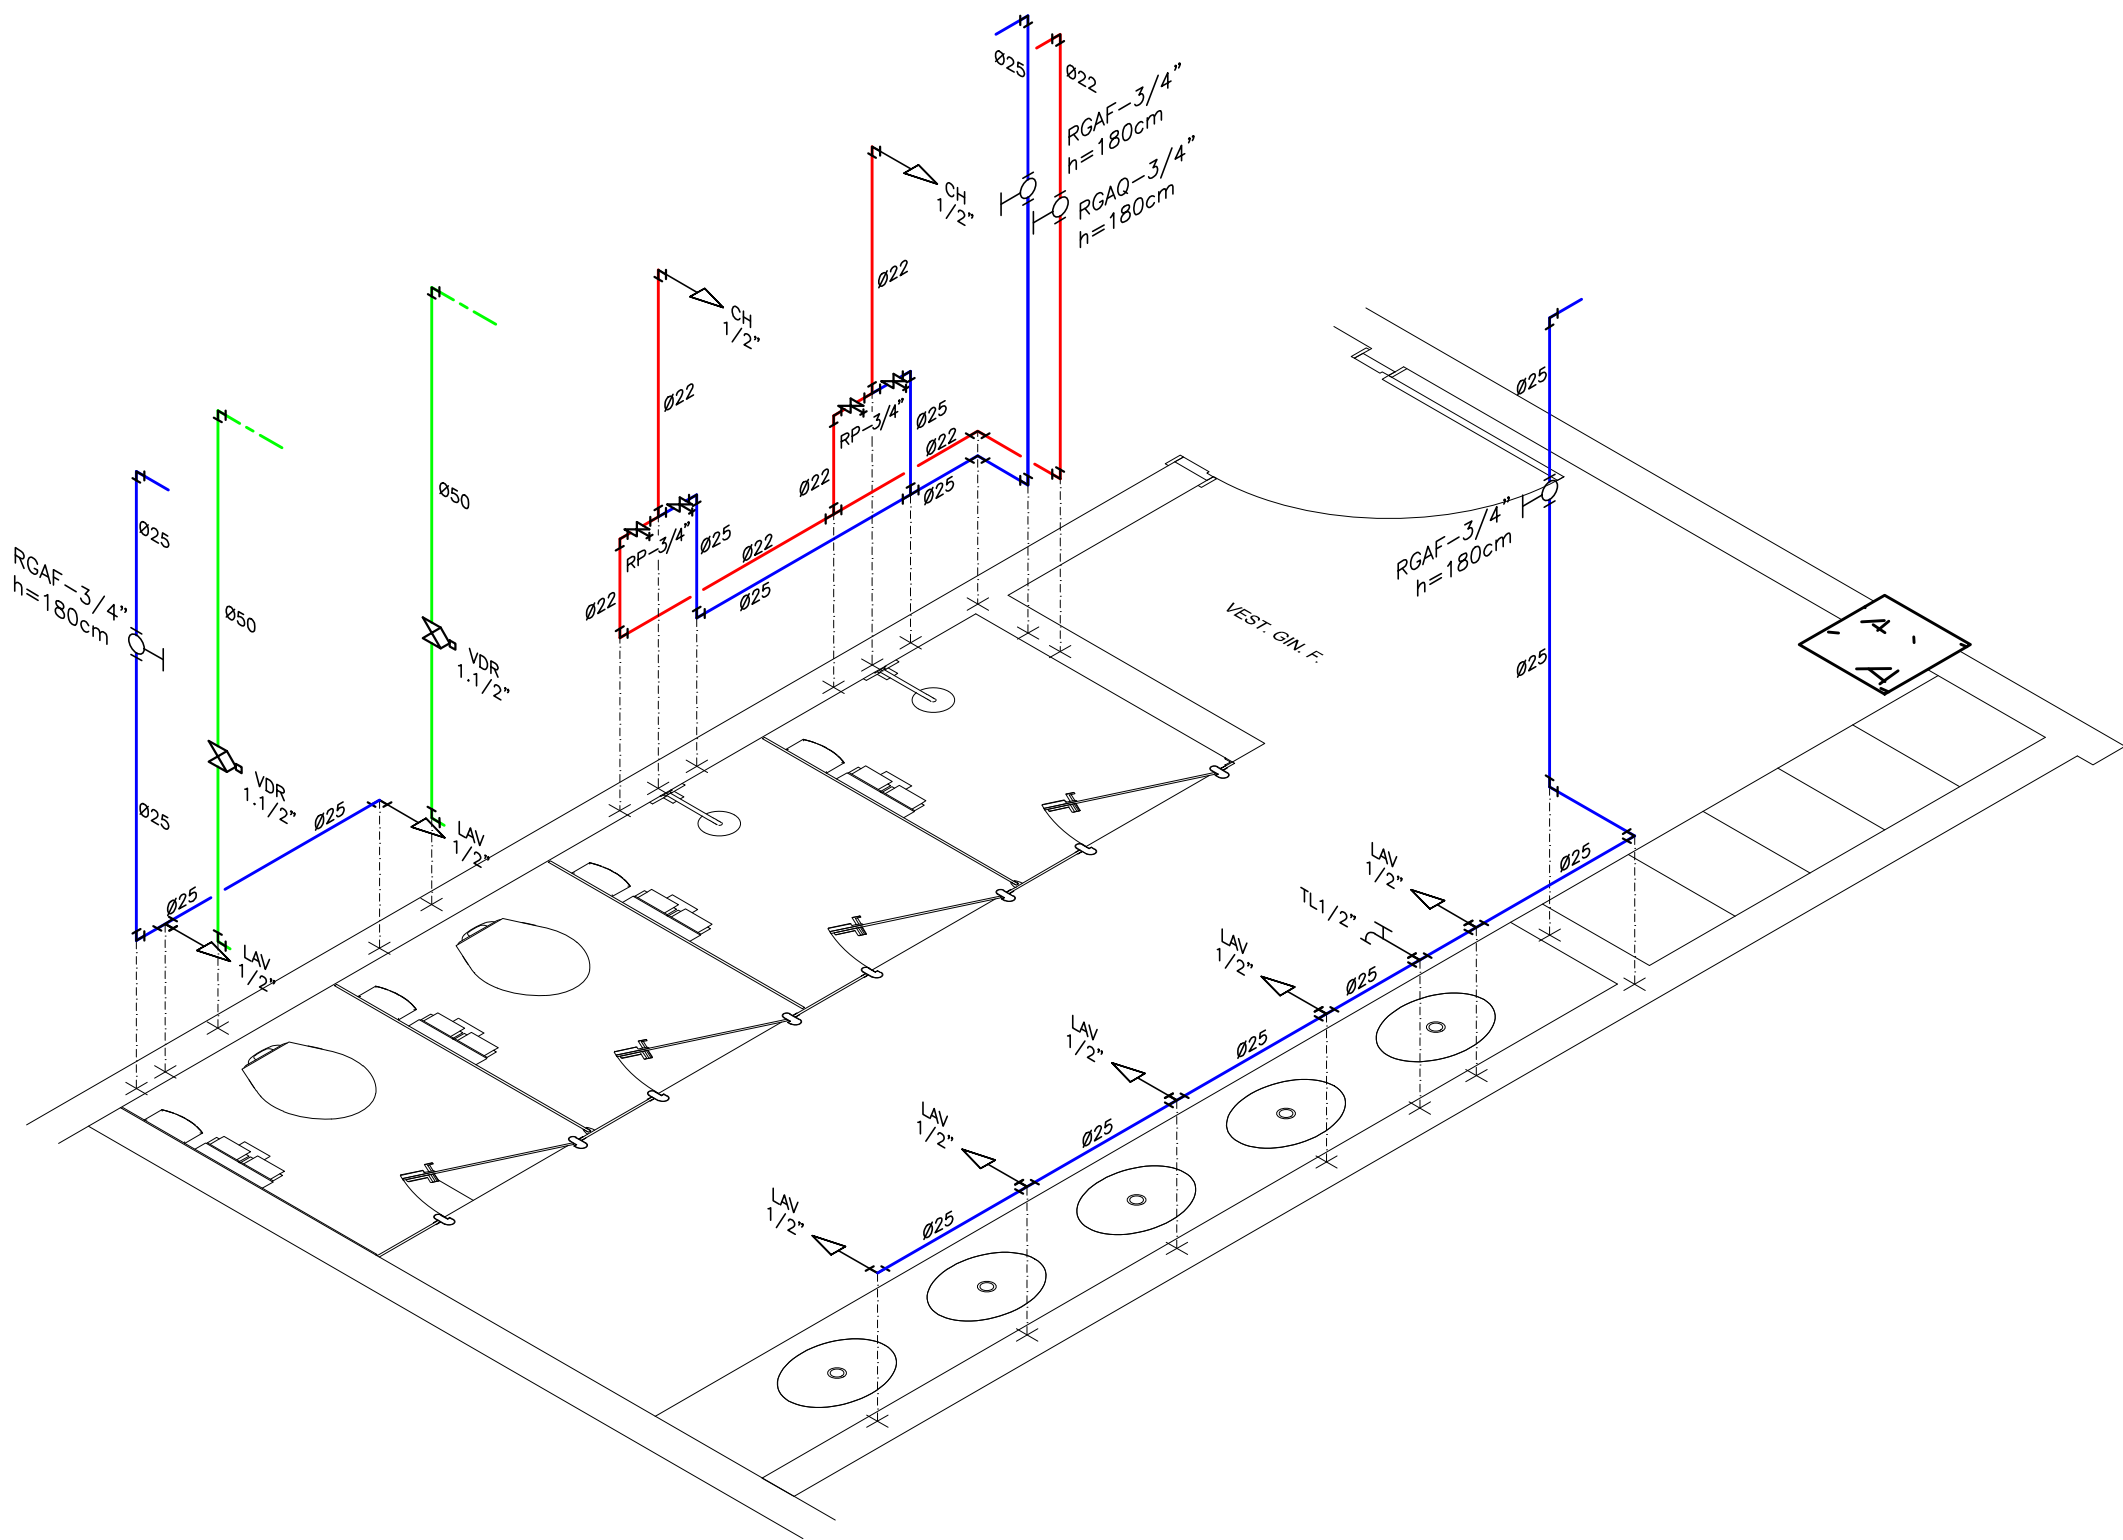 Ø25
Ø22
RGAF-3/4"
h=180cm
RGAQ-3/4"
h=180cm
CH
1/2"
Ø22
CH
1/2"
Ø22
RP-3/4"
Ø25
Ø22
Ø22
Ø25
RP-3/4"
Ø25
Ø22
Ø22
Ø25
Ø50
VDR
1.1/2"
Ø25
RGAF-3/4"
h=180cm
Ø50
VDR
1.1/2"
Ø25
Ø25
LAV
1/2"
Ø25
LAV
1/2"
Ø25
RGAF-3/4"
h=180cm
Ø25
VEST. GIN. F.
Ø25
LAV
1/2"
TL1/2"
LAV
1/2"
Ø25
LAV
1/2"
Ø25
LAV
1/2"
Ø25
LAV
1/2"
Ø25